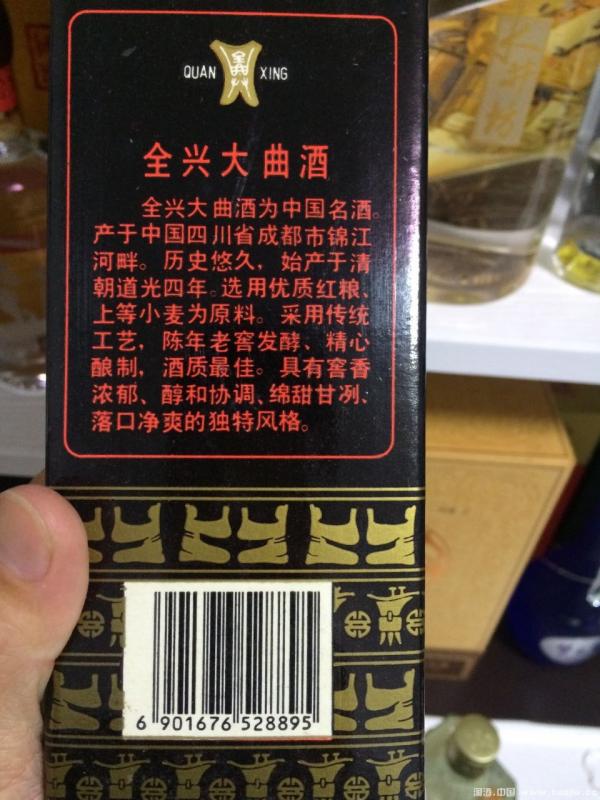 QUAN XING
全兴大曲酒
全兴大曲酒为中国名酒。
产于中国四川省成都市锦江
河畔。历史悠久，始产于清
朝道光四年。选用优质红粮、
上等小麦为原料。采用传统
工艺，陈年老窖发酵、精心
酿制，酒质最佳。具有窖香
浓郁、醇和协调、绵甜甘冽、
落口净爽的独特风格。
6 901676 528895